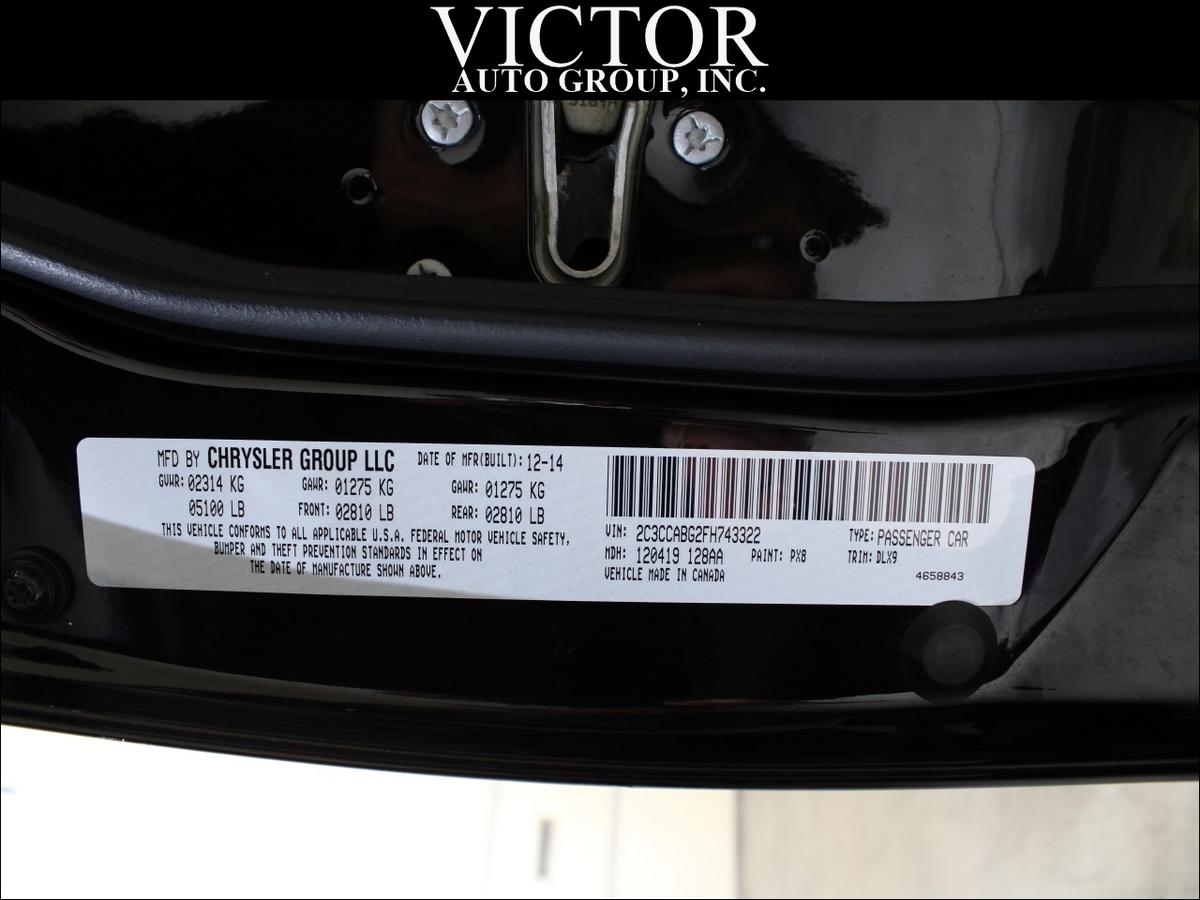 VICTOR
AUTO GROUP, INC.
MFD BY CHRYSLER GROUP LLC DATE OF MFR(BUILT): 12-14
GVWR: 02314 KG GAWR: 01275 KG GAWR: 01275 KG
05100 LB FRONT: 02810 LB REAR: 02810 LB
THIS VEHICLE CONFORMS TO ALL APPLICABLE U.S.A. FEDERAL MOTOR VEHICLE SAFETY,
BUMPER AND THEFT PREVENTION STANDARDS IN EFFECT ON
THE DATE OF MANUFACTURE SHOWN ABOVE.
VIN: 2C3CCABG2FH743322 TYPE: PASSENGER CAR
MDH: 120419 128AA PAINT: PX8 TRIM: DLX9
VEHICLE MADE IN CANADA 4658843